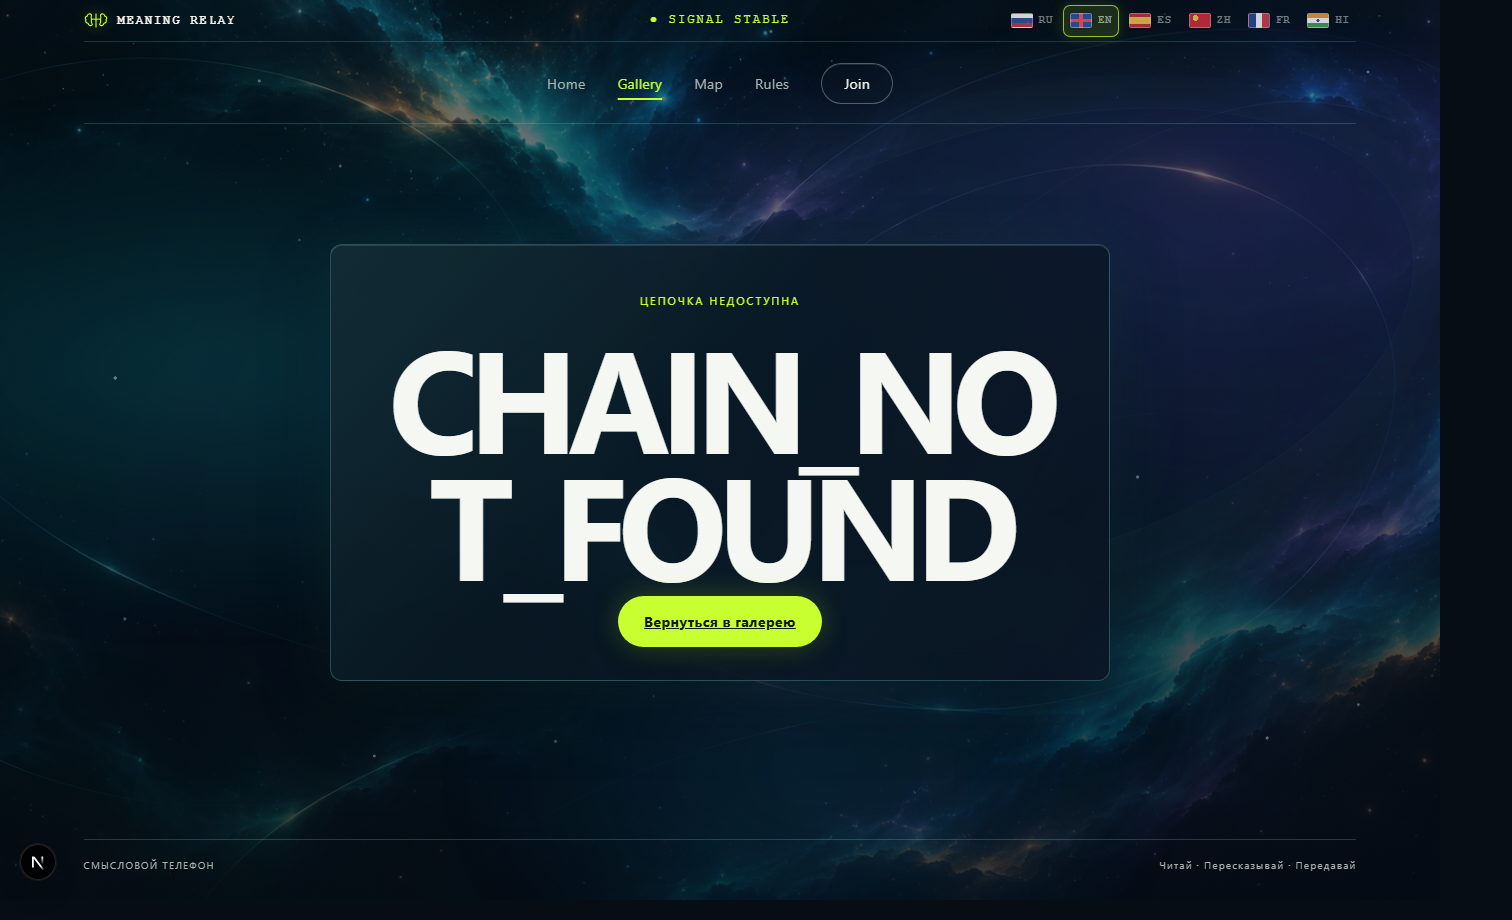 MEANING RELAY
SIGNAL STABLE
RU
EN
ES
ZH
FR
HI
Home
Gallery
Map
Rules
Join
ЦЕПОЧКА НЕДОСТУПНА
CHAIN_NO
T_FOUND
Вернуться в галерею
N
СМЫСЛОВОЙ ТЕЛЕФОН
Читай · Пересказывай · Передавай